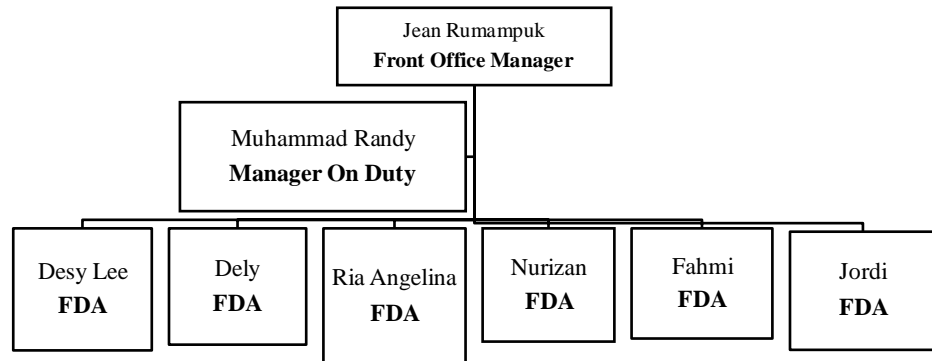 Jean Rumampuk
Front Office Manager
Muhammad Randy
Manager On Duty
Desy Lee
FDA
Dely
FDA
Ria Angelina
FDA
Nurizan
FDA
Fahmi
FDA
Jordi
FDA